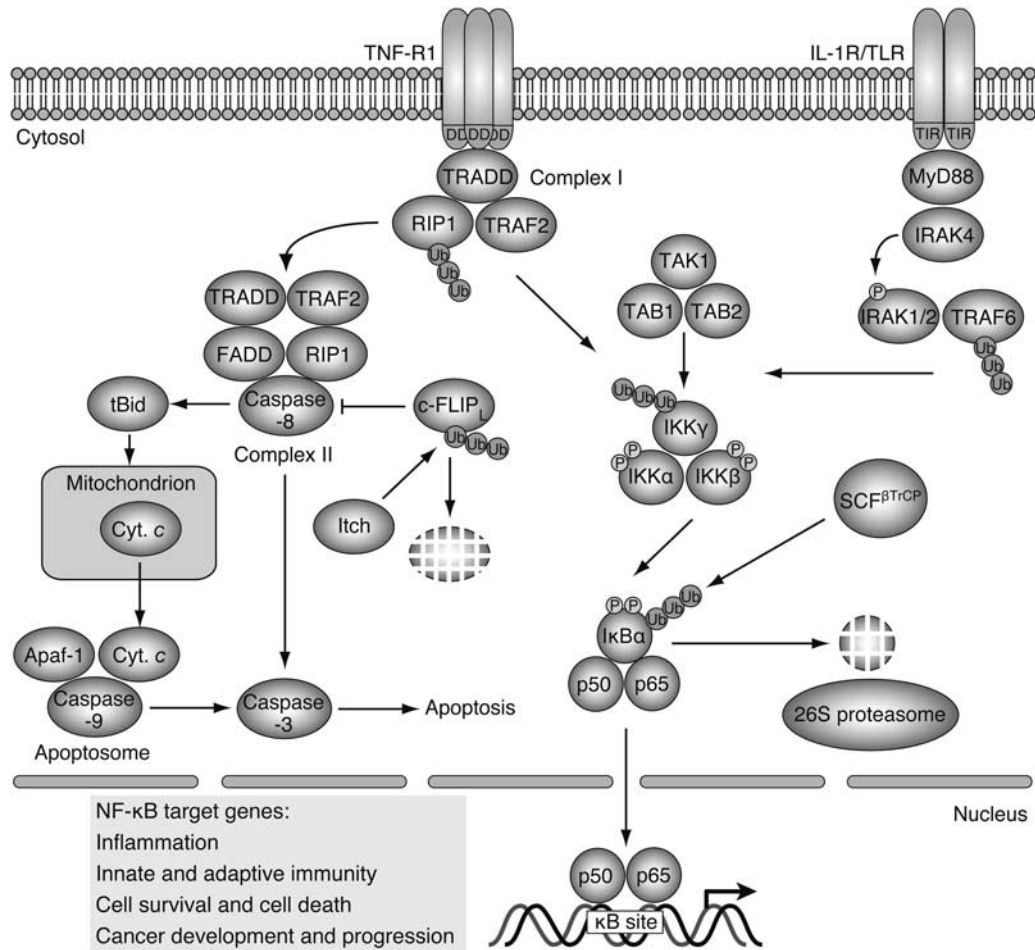 TNF-R1
IL-1R/TLR
Cytosol
DD DD DD
TIR TIR
TRADD
Complex I
MyD88
RIP1
TRAF2
IRAK4
Ub
Ub
Ub
TAK1
TRADD
TRAF2
TAB1
TAB2
P
IRAK1/2
TRAF6
Ub
Ub
Ub
FADD
RIP1
tBid
Caspase
-8
c-FLIPL
Ub Ub Ub
Ub Ub Ub
IKKγ
Complex II
P P
P P
IKKα
IKKβ
Mitochondrion
Cyt. c
Itch
SCFβTrCP
P P
Ub Ub Ub
IκBα
Apaf-1
Cyt. c
p50
p65
Caspase
-9
Caspase
-3
Apoptosis
26S proteasome
Apoptosome
Nucleus
NF-κB target genes:
Inflammation
Innate and adaptive immunity
Cell survival and cell death
Cancer development and progression
p50
p65
κB site